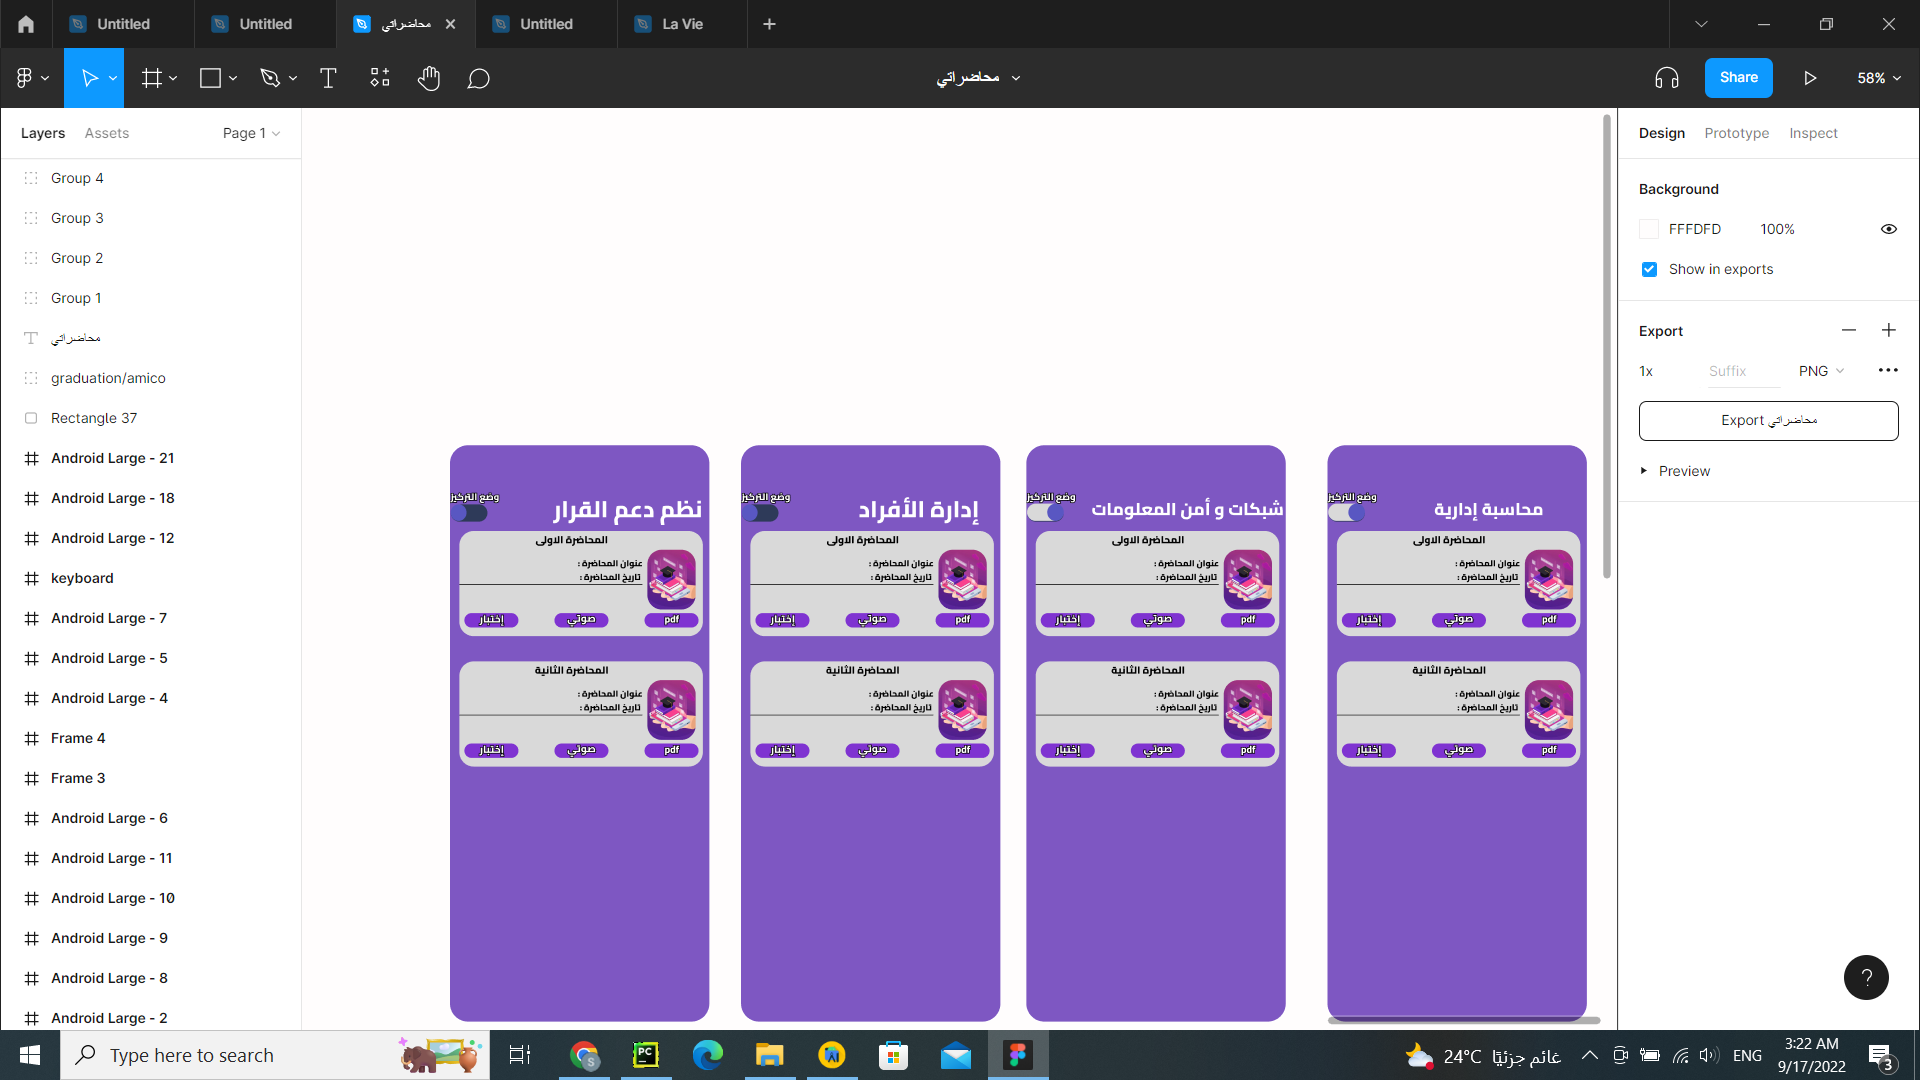 Untitled
Untitled
محاضراتي
Untitled
La Vie
محاضراتي
Share
58%
Layers
Assets
Page 1
Group 4
Group 3
Group 2
Group 1
محاضراتي
graduation/amico
Rectangle 37
Android Large - 21
Android Large - 18
Android Large - 12
keyboard
Android Large - 7
Android Large - 5
Android Large - 4
Frame 4
Frame 3
Android Large - 6
Android Large - 11
Android Large - 10
Android Large - 9
Android Large - 8
Android Large - 2
وضع التركيز
نظم دعم القرار
المحاضرة الاولى
عنوان المحاضرة :
تاريخ المحاضرة :
إختبار
صوتي
pdf
المحاضرة الثانية
عنوان المحاضرة :
تاريخ المحاضرة :
إختبار
صوتي
pdf
وضع التركيز
إدارة الأفراد
المحاضرة الاولى
عنوان المحاضرة :
تاريخ المحاضرة :
إختبار
صوتي
pdf
المحاضرة الثانية
عنوان المحاضرة :
تاريخ المحاضرة :
إختبار
صوتي
pdf
وضع التركيز
شبكات و أمن المعلومات
المحاضرة الاولى
عنوان المحاضرة :
تاريخ المحاضرة :
إختبار
صوتي
pdf
المحاضرة الثانية
عنوان المحاضرة :
تاريخ المحاضرة :
إختبار
صوتي
pdf
وضع التركيز
محاسبة إدارية
المحاضرة الاولى
عنوان المحاضرة :
تاريخ المحاضرة :
إختبار
صوتي
pdf
المحاضرة الثانية
عنوان المحاضرة :
تاريخ المحاضرة :
إختبار
صوتي
pdf
Design
Prototype
Inspect
Background
FFFDFD
100%
Show in exports
Export
1x
Suffix
PNG
Export محاضراتي
Preview
?
Type here to search
PC
S
24°C غائم جزئيًا
ENG
3:22 AM
9/17/2022
3